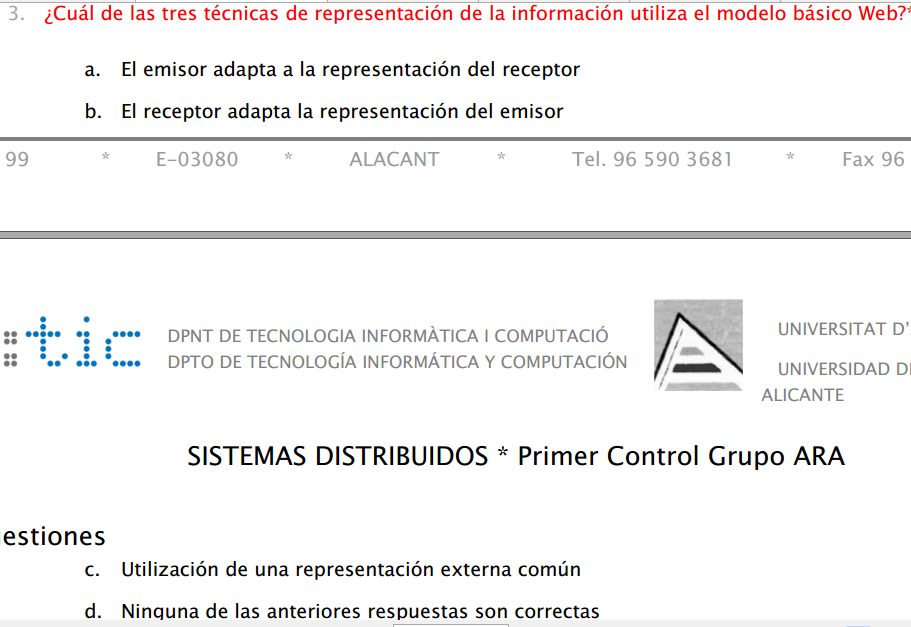 3. ¿Cuál de las tres técnicas de representación de la información utiliza el modelo básico Web?*
a. El emisor adapta a la representación del receptor
b. El receptor adapta la representación del emisor
99 * E-03080 * ALACANT * Tel. 96 590 3681 * Fax 96
tic
DPNT DE TECNOLOGIA INFORMÀTICA I COMPUTACIÓ
DPTO DE TECNOLOGÍA INFORMÁTICA Y COMPUTACIÓN
UNIVERSITAT D'
UNIVERSIDAD DE
ALICANTE
SISTEMAS DISTRIBUIDOS * Primer Control Grupo ARA
estiones
c. Utilización de una representación externa común
d. Ninguna de las anteriores respuestas son correctas